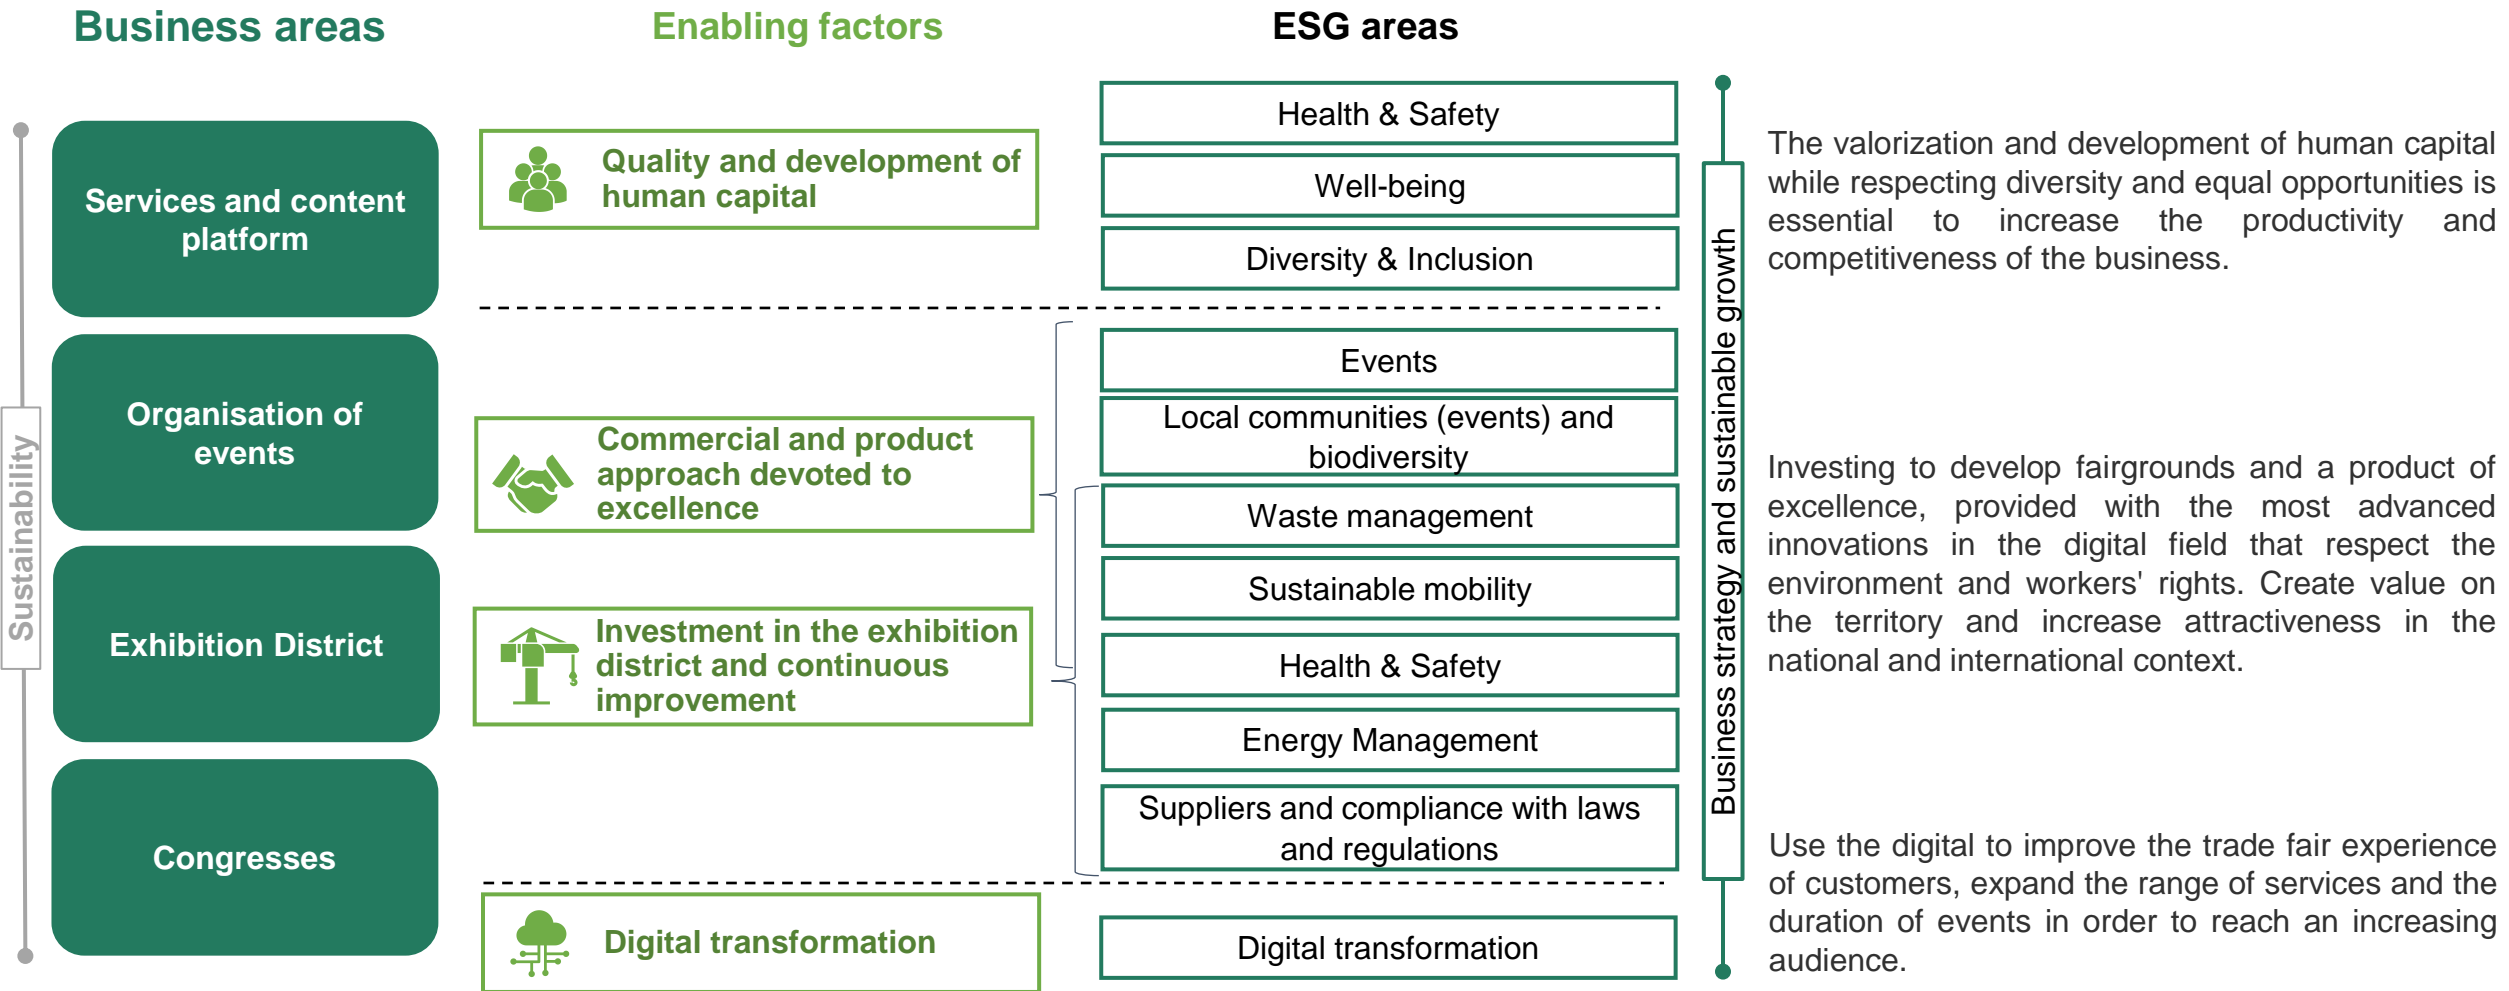 Business areas
Enabling factors
ESG areas
Sustainability
Services and content
platform
Organisation of
events
Exhibition District
Congresses
Quality and development of
human capital
Commercial and product
approach devoted to
excellence
Investment in the exhibition
district and continuous
improvement
Digital transformation
Health & Safety
Well-being
Diversity & Inclusion
Events
Local communities (events) and
biodiversity
Waste management
Sustainable mobility
Health & Safety
Energy Management
Suppliers and compliance with laws
and regulations
Digital transformation
Business strategy and sustainable growth
The valorization and development of human capital
while respecting diversity and equal opportunities is
essential to increase the productivity and
competitiveness of the business.
Investing to develop fairgrounds and a product of
excellence, provided with the most advanced
innovations in the digital field that respect the
environment and workers' rights. Create value on
the territory and increase attractiveness in the
national and international context.
Use the digital to improve the trade fair experience
of customers, expand the range of services and the
duration of events in order to reach an increasing
audience.